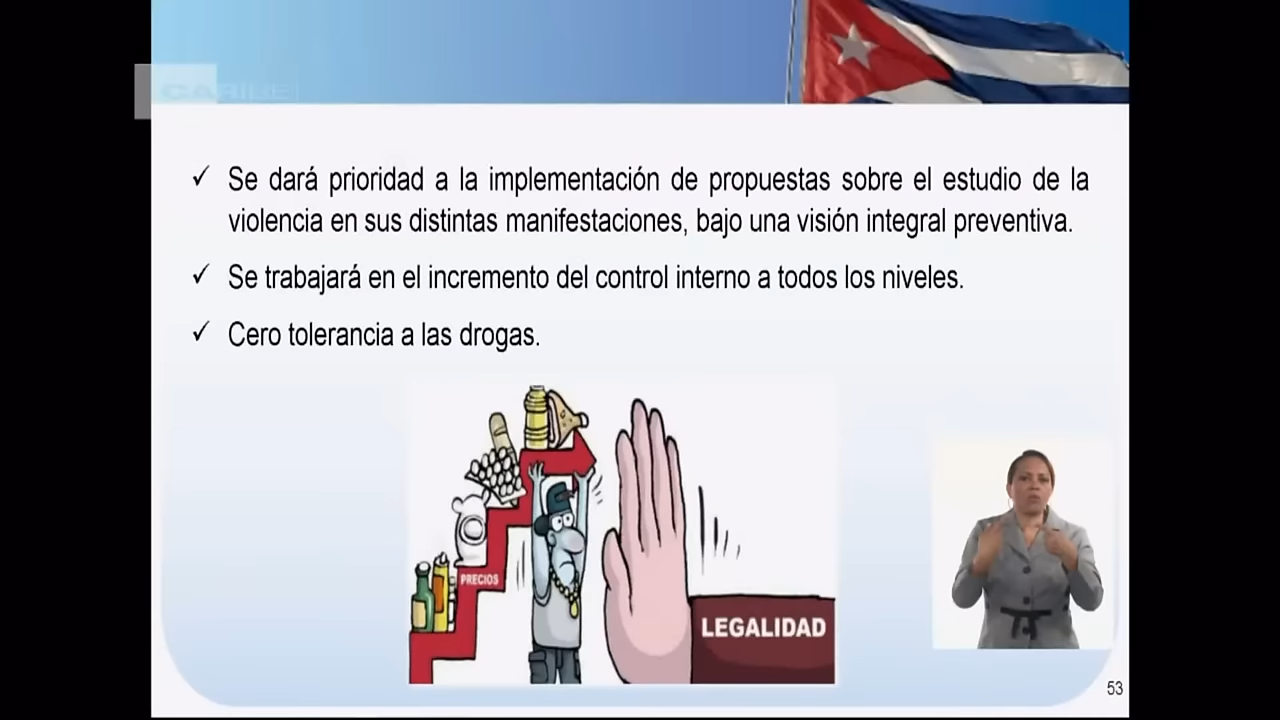 CARIBE
✓ Se dará prioridad a la implementación de propuestas sobre el estudio de la
violencia en sus distintas manifestaciones, bajo una visión integral preventiva.
✓ Se trabajará en el incremento del control interno a todos los niveles.
✓ Cero tolerancia a las drogas.
PRECIOS
LEGALIDAD
53